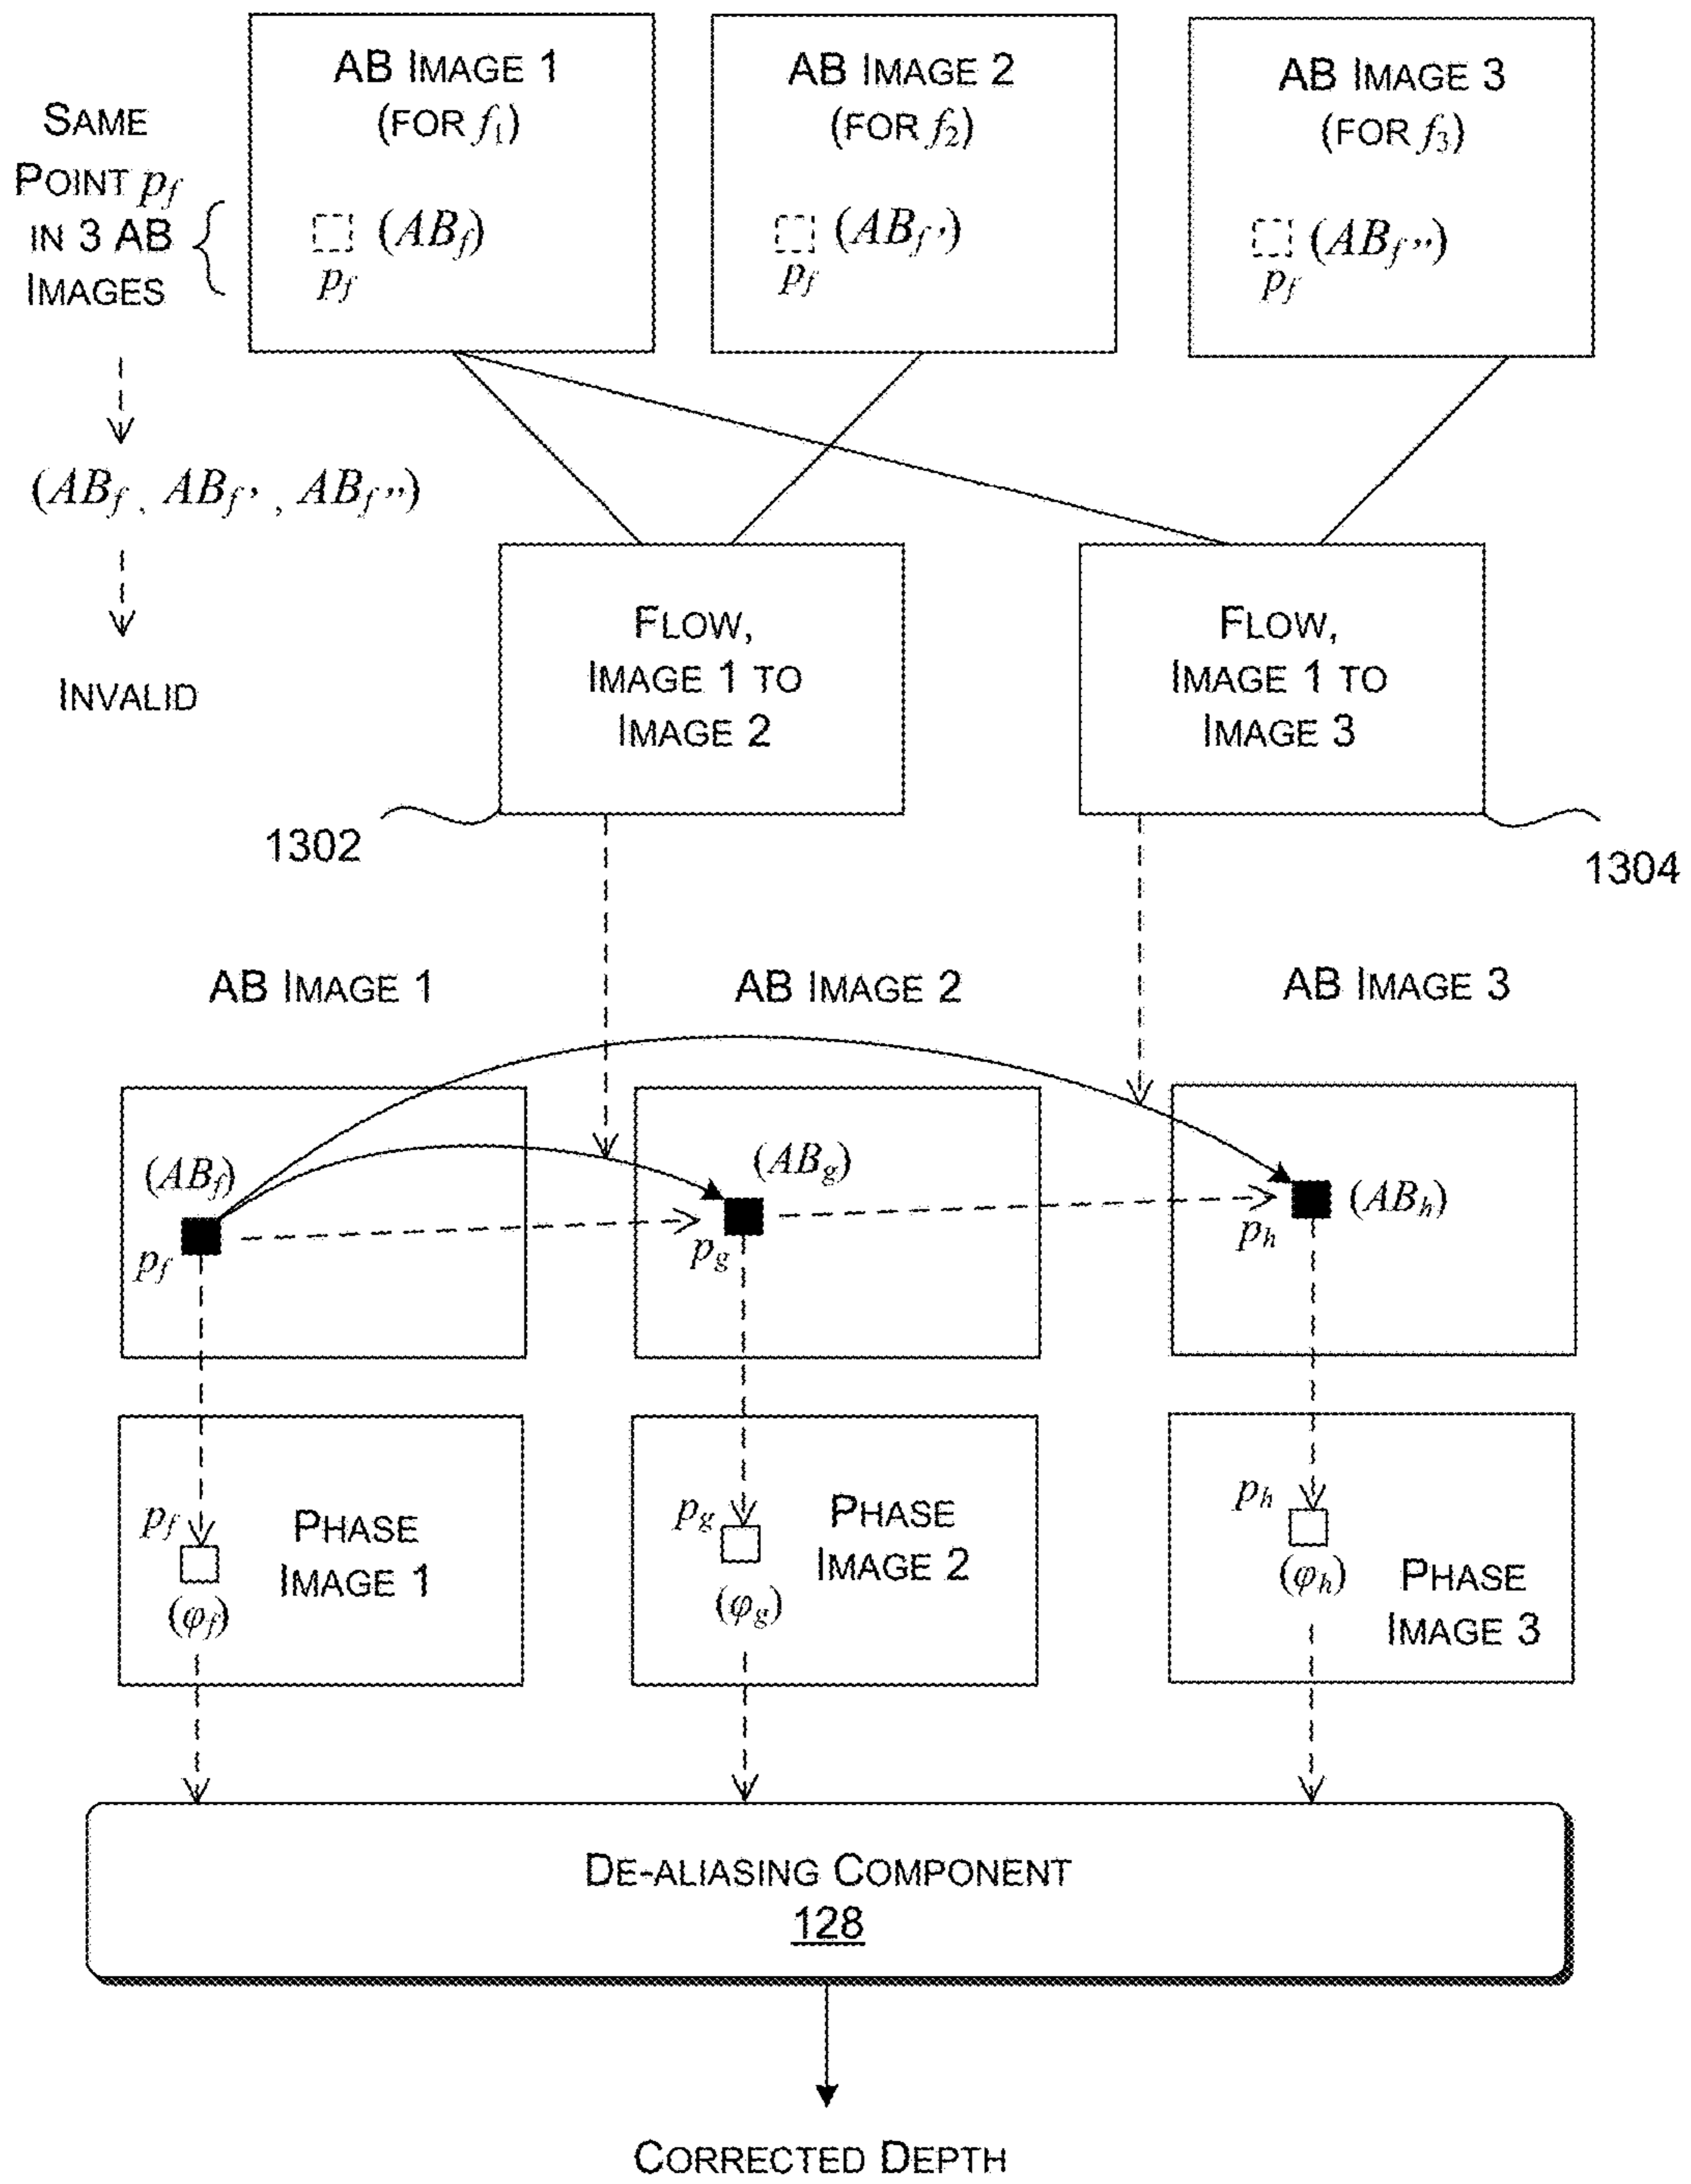 SAME
POINT pf
IN 3 AB
IMAGES
AB IMAGE 1
(FOR f1)
(ABf)
pf
AB IMAGE 2
(FOR f2)
(ABf')
pf
AB IMAGE 3
(FOR f3)
(ABf'')
pf
(ABf, ABf', ABf'')
INVALID
FLOW,
IMAGE 1 TO
IMAGE 2
1302
FLOW,
IMAGE 1 TO
IMAGE 3
1304
AB IMAGE 1
AB IMAGE 2
AB IMAGE 3
(ABf)
pf
(ABg)
pg
(ABh)
ph
pf
PHASE
IMAGE 1
(φf)
pg
PHASE
IMAGE 2
(φg)
ph
(φh)
PHASE
IMAGE 3
DE-ALIASING COMPONENT
128
CORRECTED DEPTH